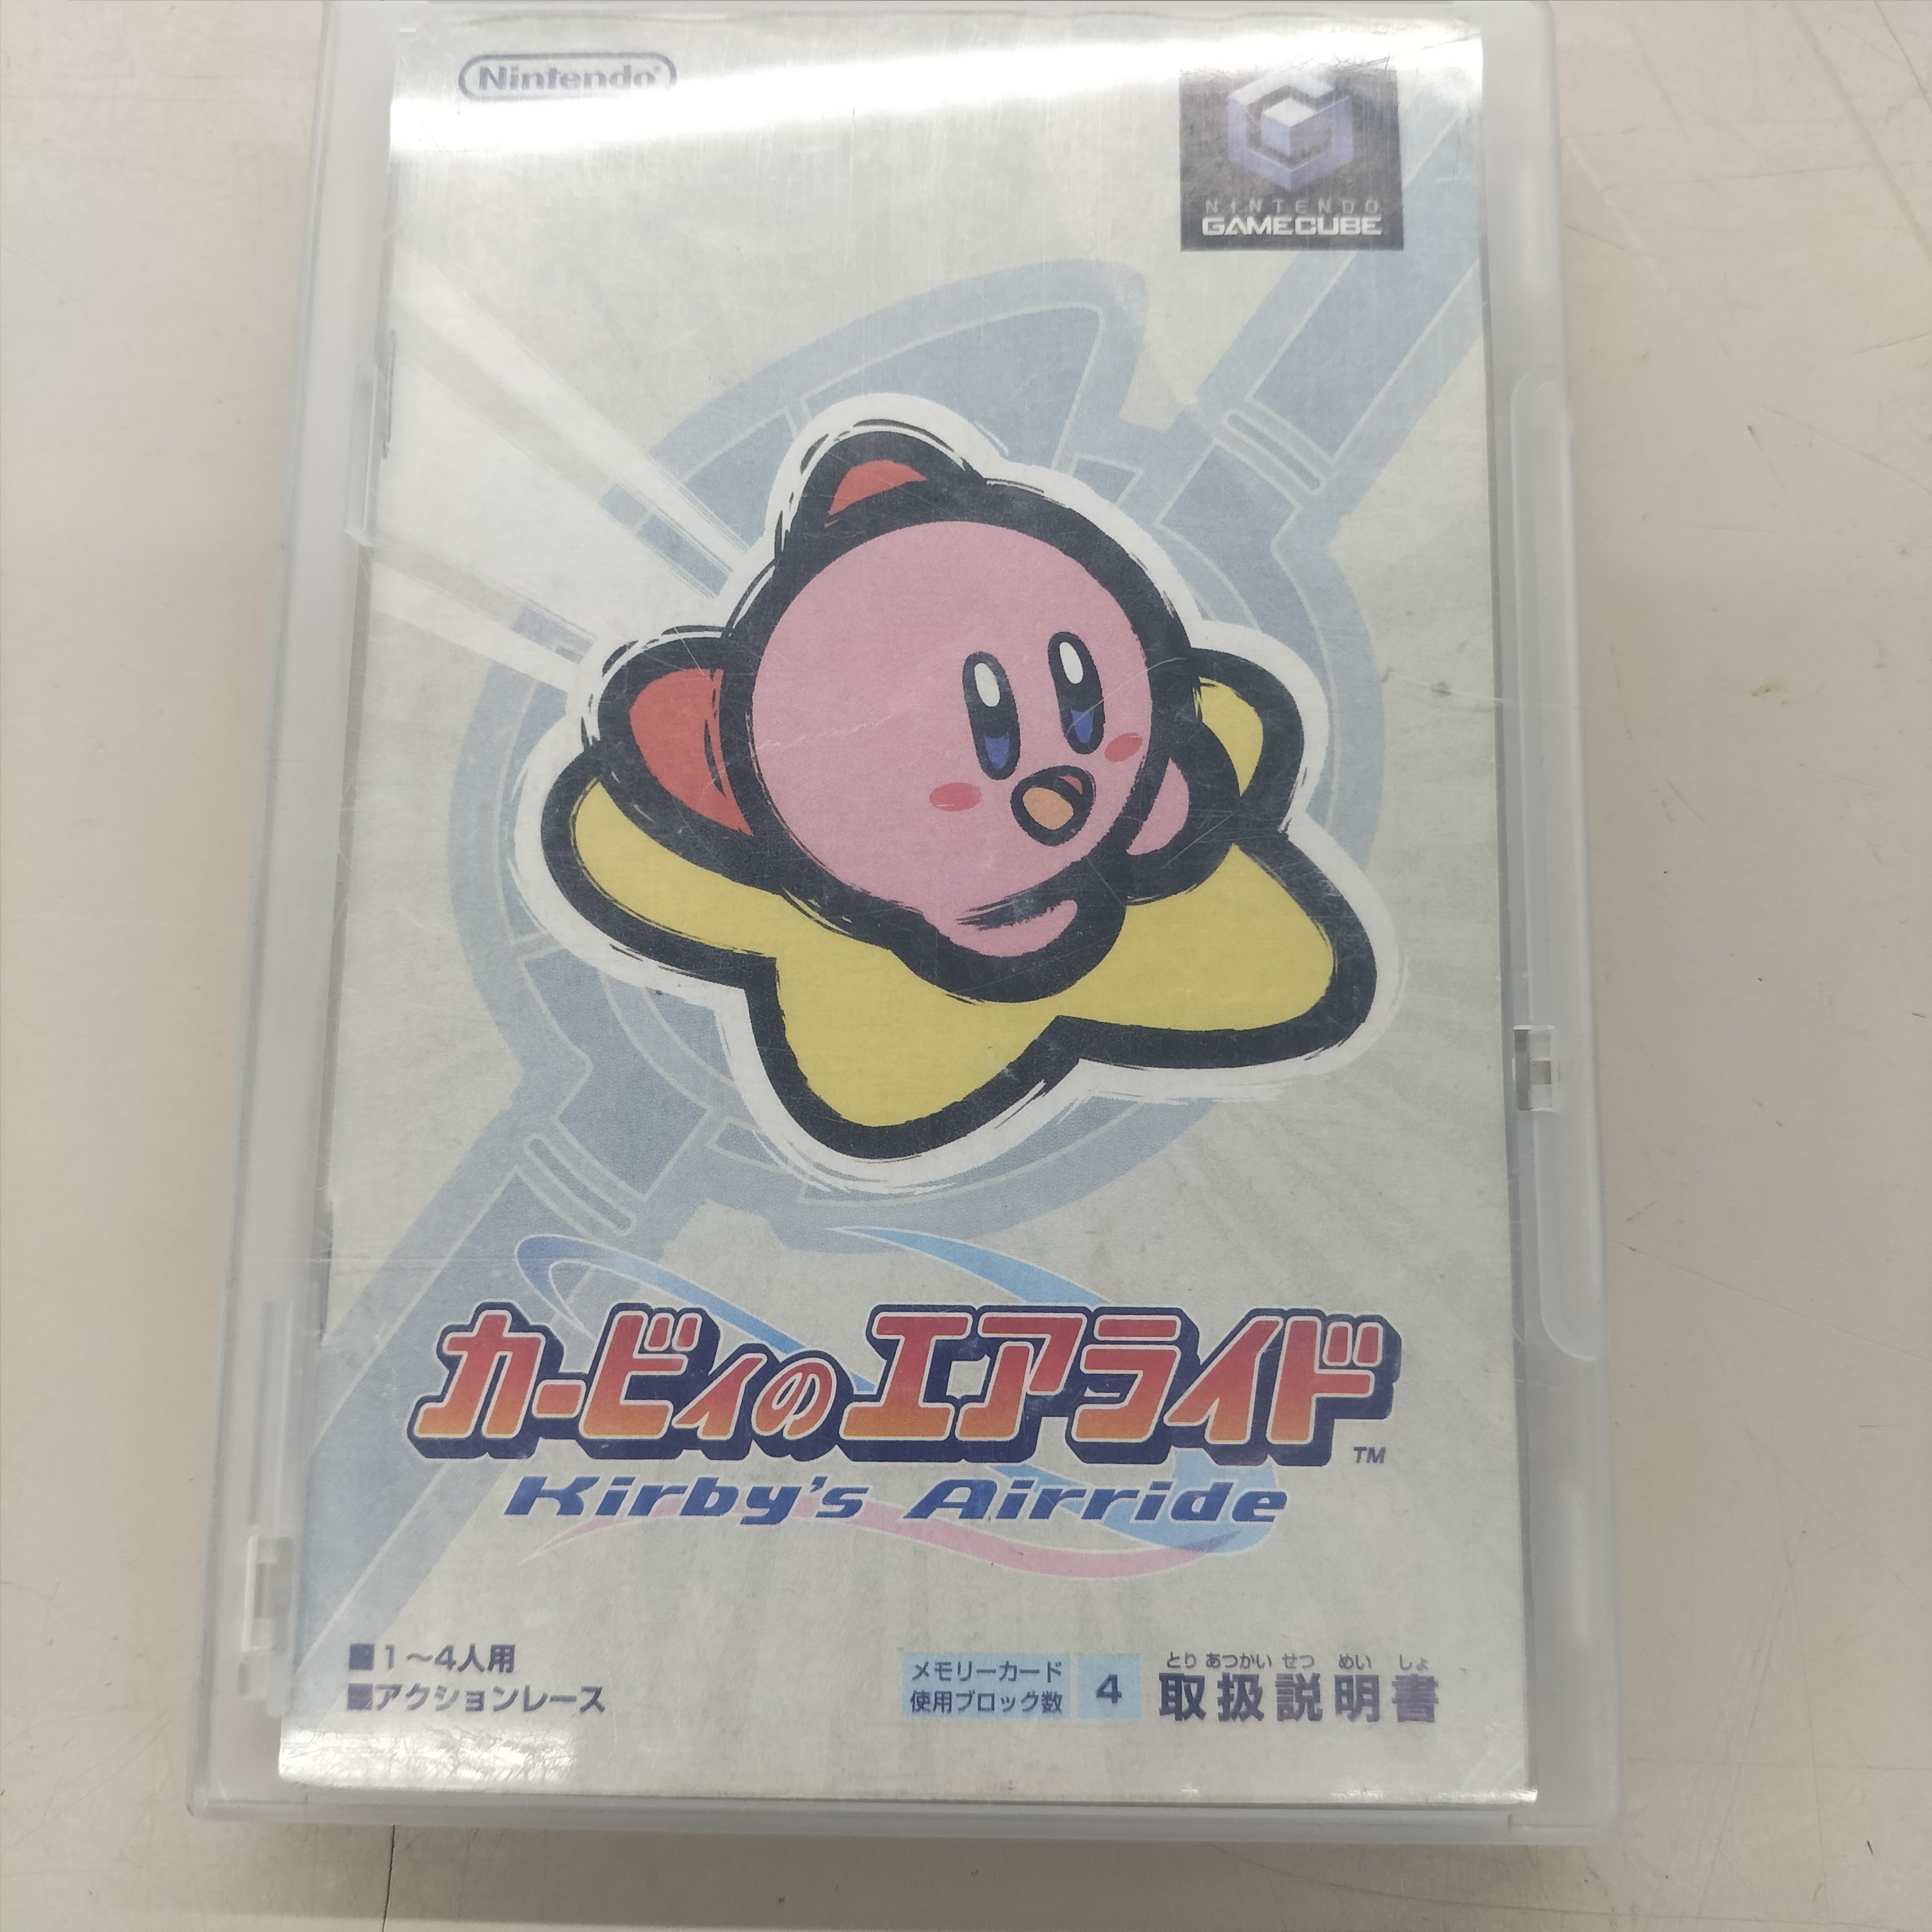 Nintendo®
NINTENDO
GAMECUBE
カービィのエアライド
TM
Kirby's Airride
■1〜4人用
■アクションレース
メモリーカード
使用ブロック数
4
とり あつかい せつ めい しょ
取扱説明書